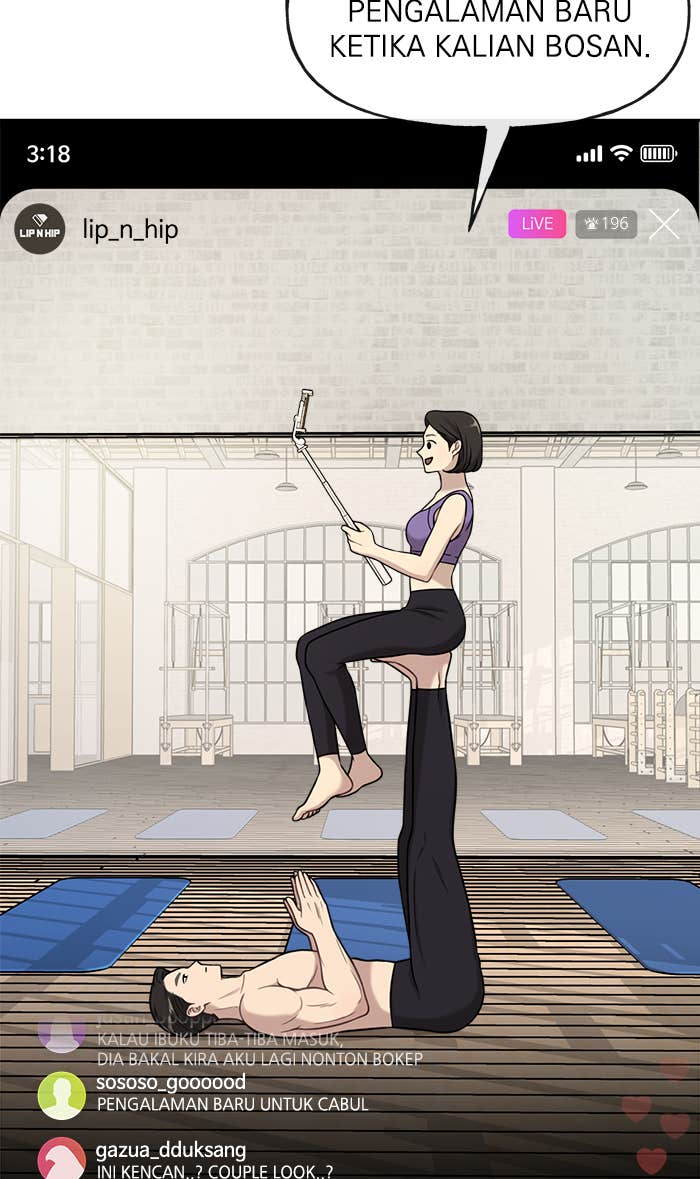 PENGALAMAN BARU
KETIKA KALIAN BOSAN.
3:18
LIP N HIP
lip_n_hip
LiVE
196
KALAU IBUKU TIBA-TIBA MASUK,
DIA BAKAL KIRA AKU LAGI NONTON BOKEP
sososo_goooood
PENGALAMAN BARU UNTUK CABUL
gazua_dduksang
INI KENCAN..? COUPLE LOOK..?